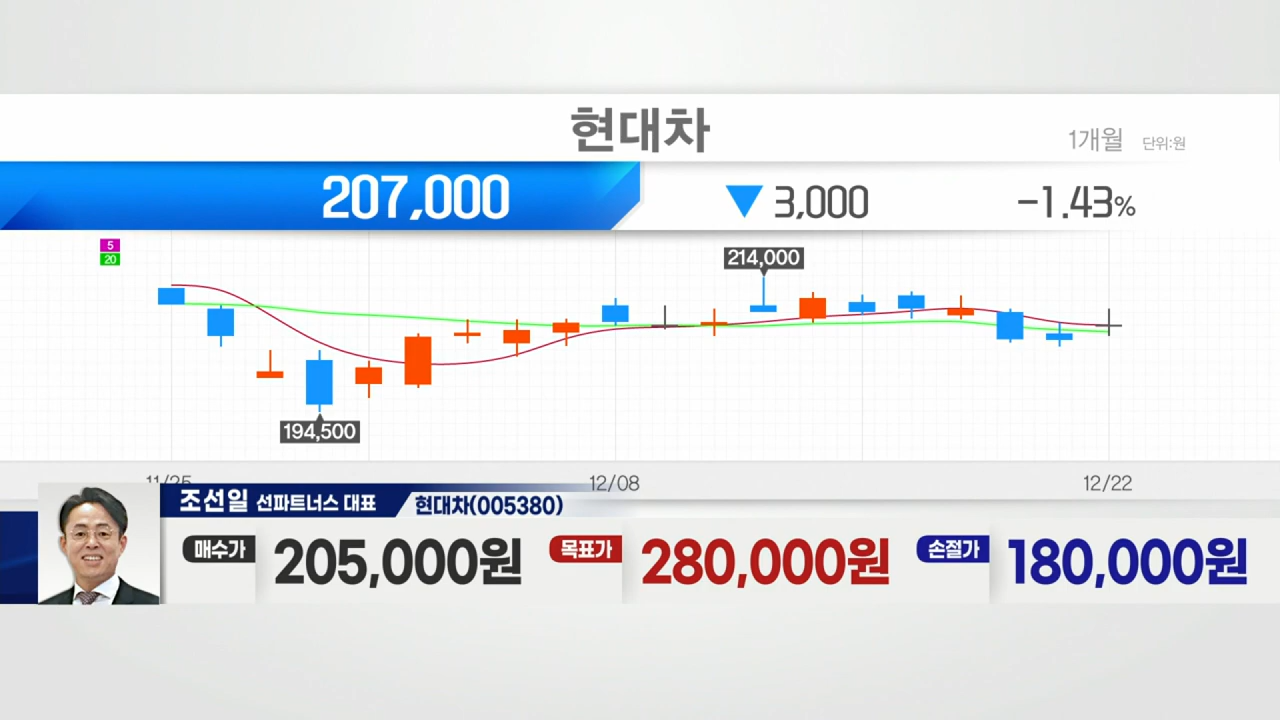 현대차
1개월 단위:원
207,000 ▼ 3,000 -1.43%
5
20
214,000
194,500
11/25 12/08 12/22
조선일 선파트너스 대표 현대차(005380)
매수가 205,000원 목표가 280,000원 손절가 180,000원